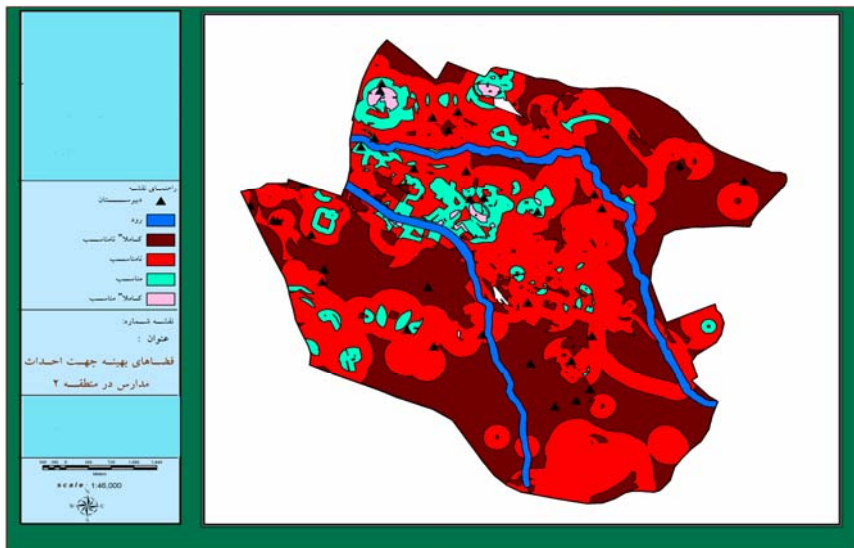 راهنمای نقشه
دبیرستان
رود
کاملا" نامناسب
نامناسب
مناسب
کاملا" مناسب
نقشه شماره:
عنوان :
فضاهای بهینه جهت احداث
مدارس در منطقه ۲
scale 1:46,000